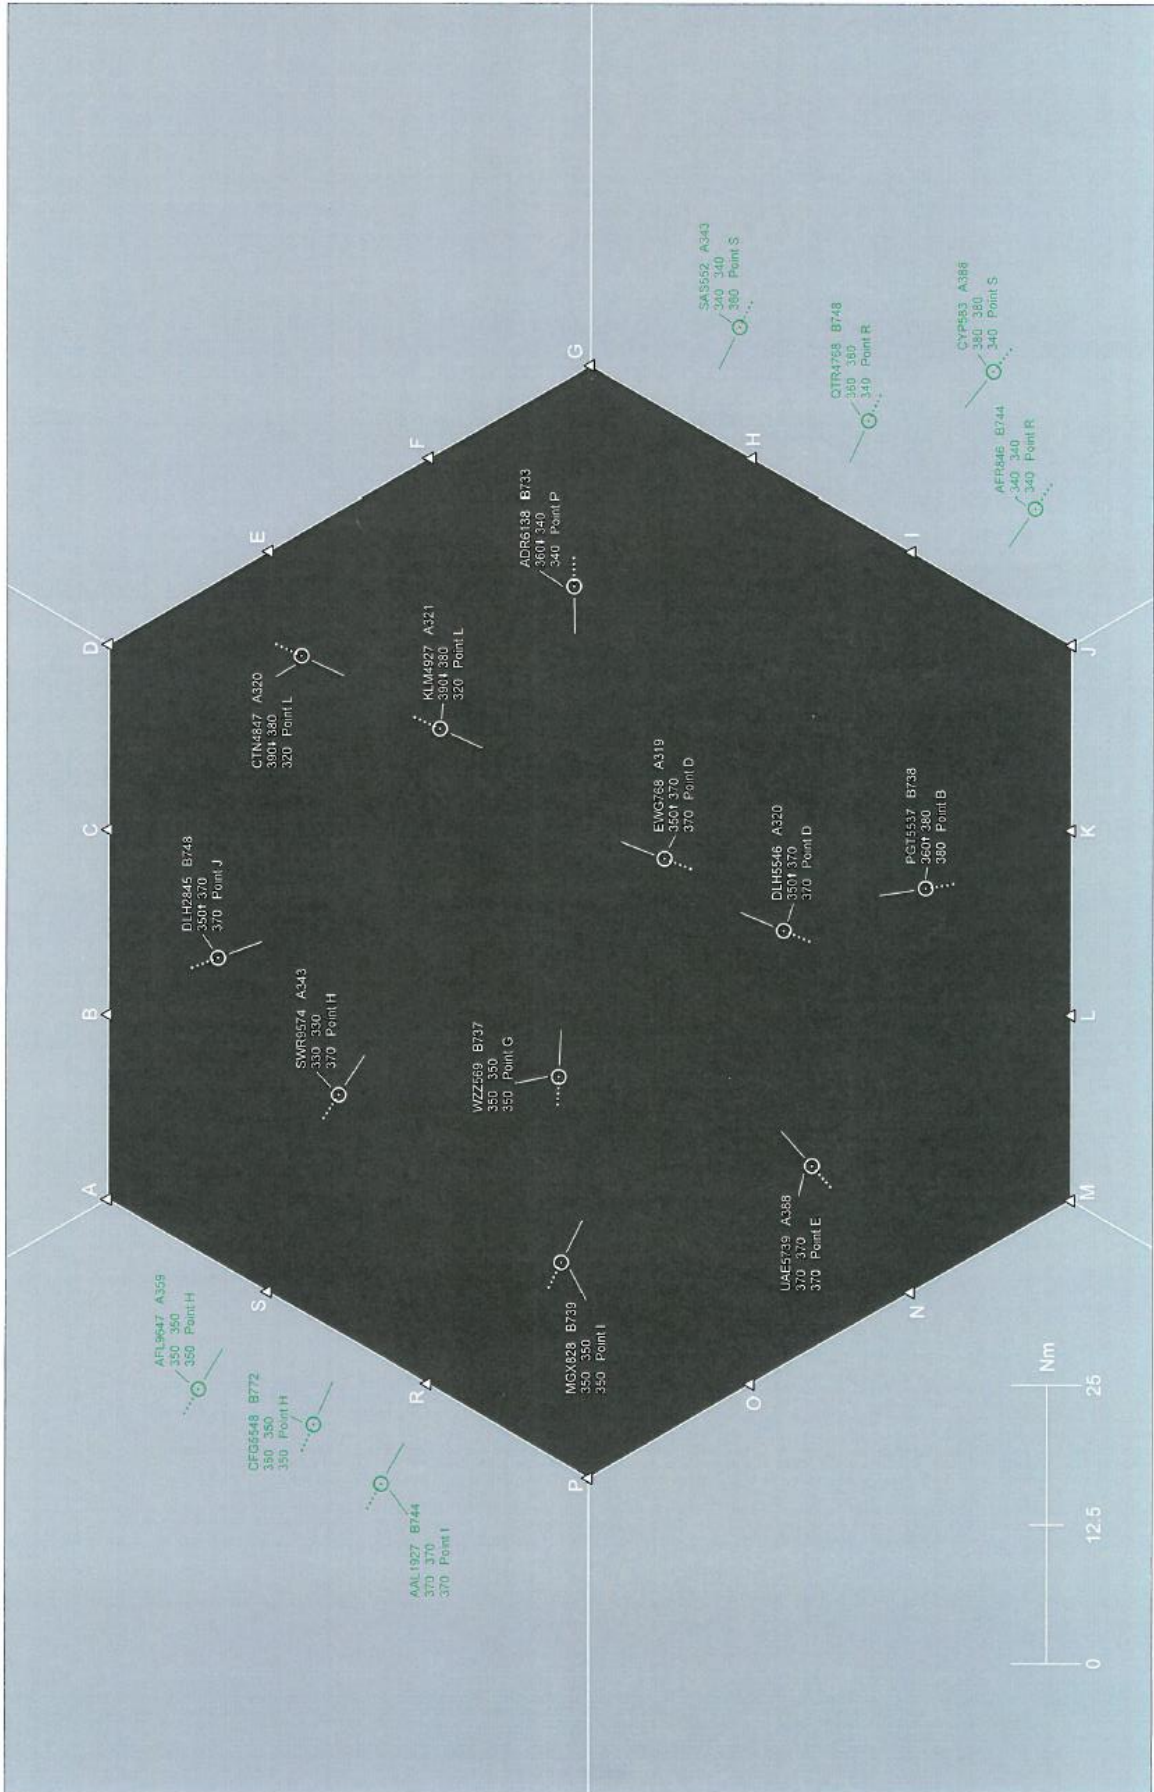 A
B
C
D
AFL9647 A359
350 350
350 Point H
DLH2845 B748
350↑ 370
370 Point J
CFG5548 B772
350 350
350 Point H
S
CTN4847 A320
390↓ 380
320 Point L
E
SWR9574 A343
330 330
370 Point H
AAL1927 B744
370 370
370 Point I
R
F
KLM4927 A321
390↓ 380
320 Point L
WZZ569 B737
350 350
350 Point G
ADR6138 B733
360↓ 340
340 Point P
MGX828 B739
350 350
350 Point I
P
G
EWG768 A319
350↑ 370
370 Point D
SAS552 A343
340 340
360 Point S
O
H
DLH5546 A320
350↑ 370
370 Point D
UAE5739 A388
370 370
370 Point E
QTR4768 B748
360 360
340 Point R
PGT5537 B738
360↑ 380
380 Point B
N
I
CYP583 A388
380 380
340 Point S
AFR846 B744
340 340
340 Point R
Nm
M
L
K
J
0 12.5 25